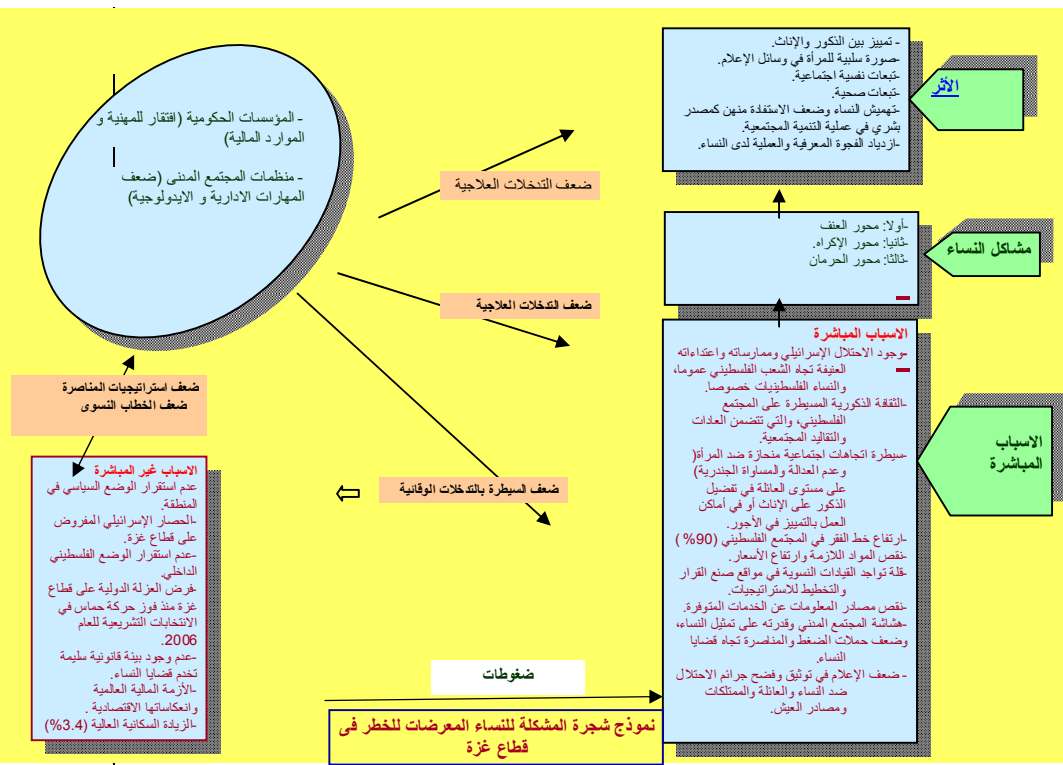 - تمييز بين الذكور والإناث.
-صورة سلبية للمرأة في وسائل الإعلام.
-تبعات نفسية اجتماعية.
-تبعات صحية.
-تهميش النساء وضعف الاستفادة منهن كمصدر
بشري في عملية التنمية المجتمعية.
-ازدياد الفجوة المعرفية والعملية لدى النساء.
الأثر
-أولا: محور العنف
-ثانيا: محور الإكراه.
-ثالثا: محور الحرمان
مشاكل النساء
الاسباب المباشرة
-وجود الاحتلال الإسرائيلي وممارساته واعتداءاته
العنيفة تجاه الشعب الفلسطيني عموما،
والنساء الفلسطينيات خصوصا.
-الثقافة الذكورية المسيطرة على المجتمع
الفلسطيني، والتي تتضمن العادات
والتقاليد المجتمعية.
-سيطرة اتجاهات اجتماعية منحازة ضد المرأة(
وعدم العدالة والمساواة الجندرية)
على مستوى العائلة في تفضيل
الذكور على الإناث أو في أماكن
العمل بالتمييز في الأجور.
-ارتفاع خط الفقر في المجتمع الفلسطيني (90% )
-نقص المواد اللازمة وارتفاع الأسعار.
-قلة تواجد القيادات النسوية في مواقع صنع القرار
والتخطيط للاستراتيجيات.
-نقص مصادر المعلومات عن الخدمات المتوفرة.
-هشاشة المجتمع المدني وقدرته على تمثيل النساء،
وضعف حملات الضغط والمناصرة تجاه قضايا
النساء.
- ضعف الإعلام في توثيق وفضح جرائم الاحتلال
ضد النساء والعائلة والممتلكات
ومصادر العيش.
الاسباب
المباشرة
- المؤسسات الحكومية (افتقار للمهنية و
الموارد المالية)
- منظمات المجتمع المدنى (ضعف
المهارات الادارية و الايدولوجية)
ضعف التدخلات العلاجية
ضعف التدخلات العلاجية
ضعف السيطرة بالتدخلات الوقائية
ضعف استراتيجيات المناصرة
ضعف الخطاب النسوى
الاسباب غير المباشرة
عدم استقرار الوضع السياسي في
المنطقة.
-الحصار الإسرائيلي المفروض
على قطاع غزة.
-عدم استقرار الوضع الفلسطيني
الداخلي.
-فرض العزلة الدولية على قطاع
غزة منذ فوز حركة حماس في
الانتخابات التشريعية للعام
2006.
-عدم وجود بيئة قانونية سليمة
تخدم قضايا النساء.
-الأزمة المالية العالمية
وانعكاساتها الاقتصادية .
-الزيادة السكانية العالية (3.4%)
ضغوطات
نموذج شجرة المشكلة للنساء المعرضات للخطر فى
قطاع غزة